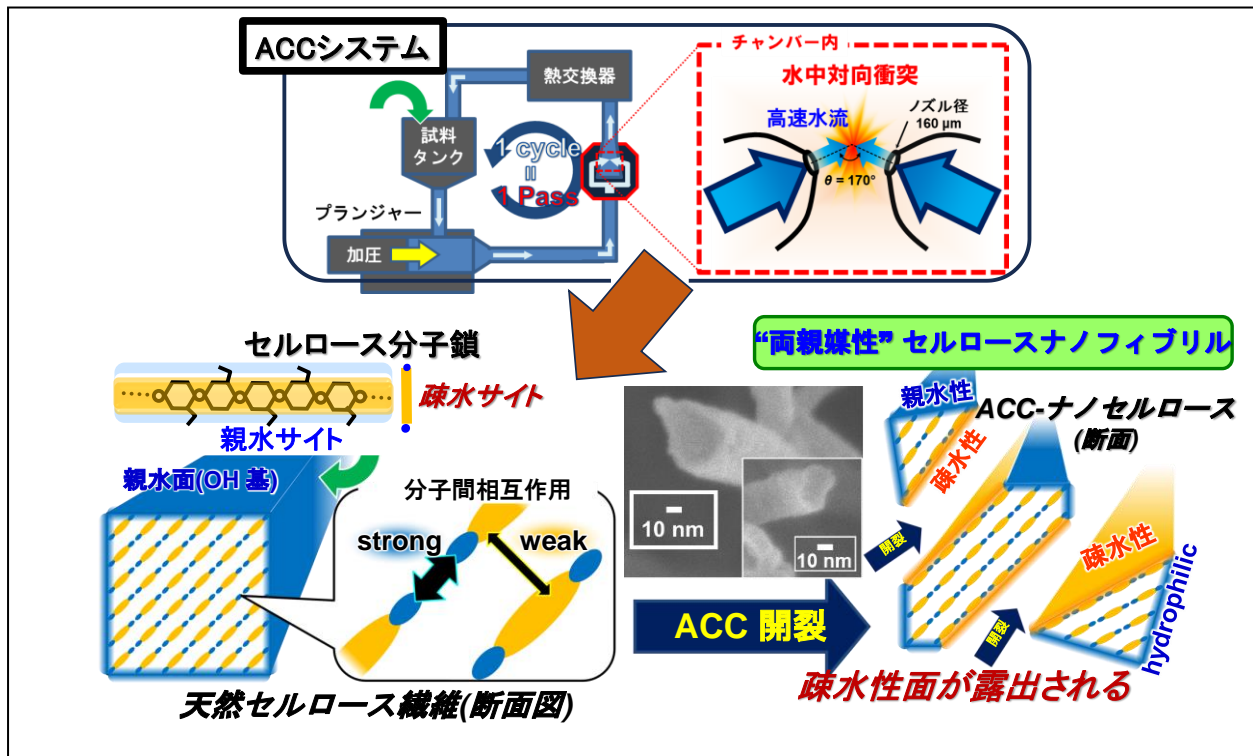 ACCシステム
熱交換器
試料
タンク
1 cycle
=
1 Pass
プランジャー
加圧
チャンバー内
水中対向衝突
高速水流
ノズル径
160 µm
θ = 170°
セルロース分子鎖
疎水サイト
親水サイト
親水面(OH 基)
分子間相互作用
strong
weak
天然セルロース繊維(断面図)
10 nm
10 nm
ACC 開裂
“両親媒性” セルロースナノフィブリル
親水性
ACC-ナノセルロース
(断面)
疎水性
開裂
疎水性
開裂
hydrophilic
疎水性面が露出される